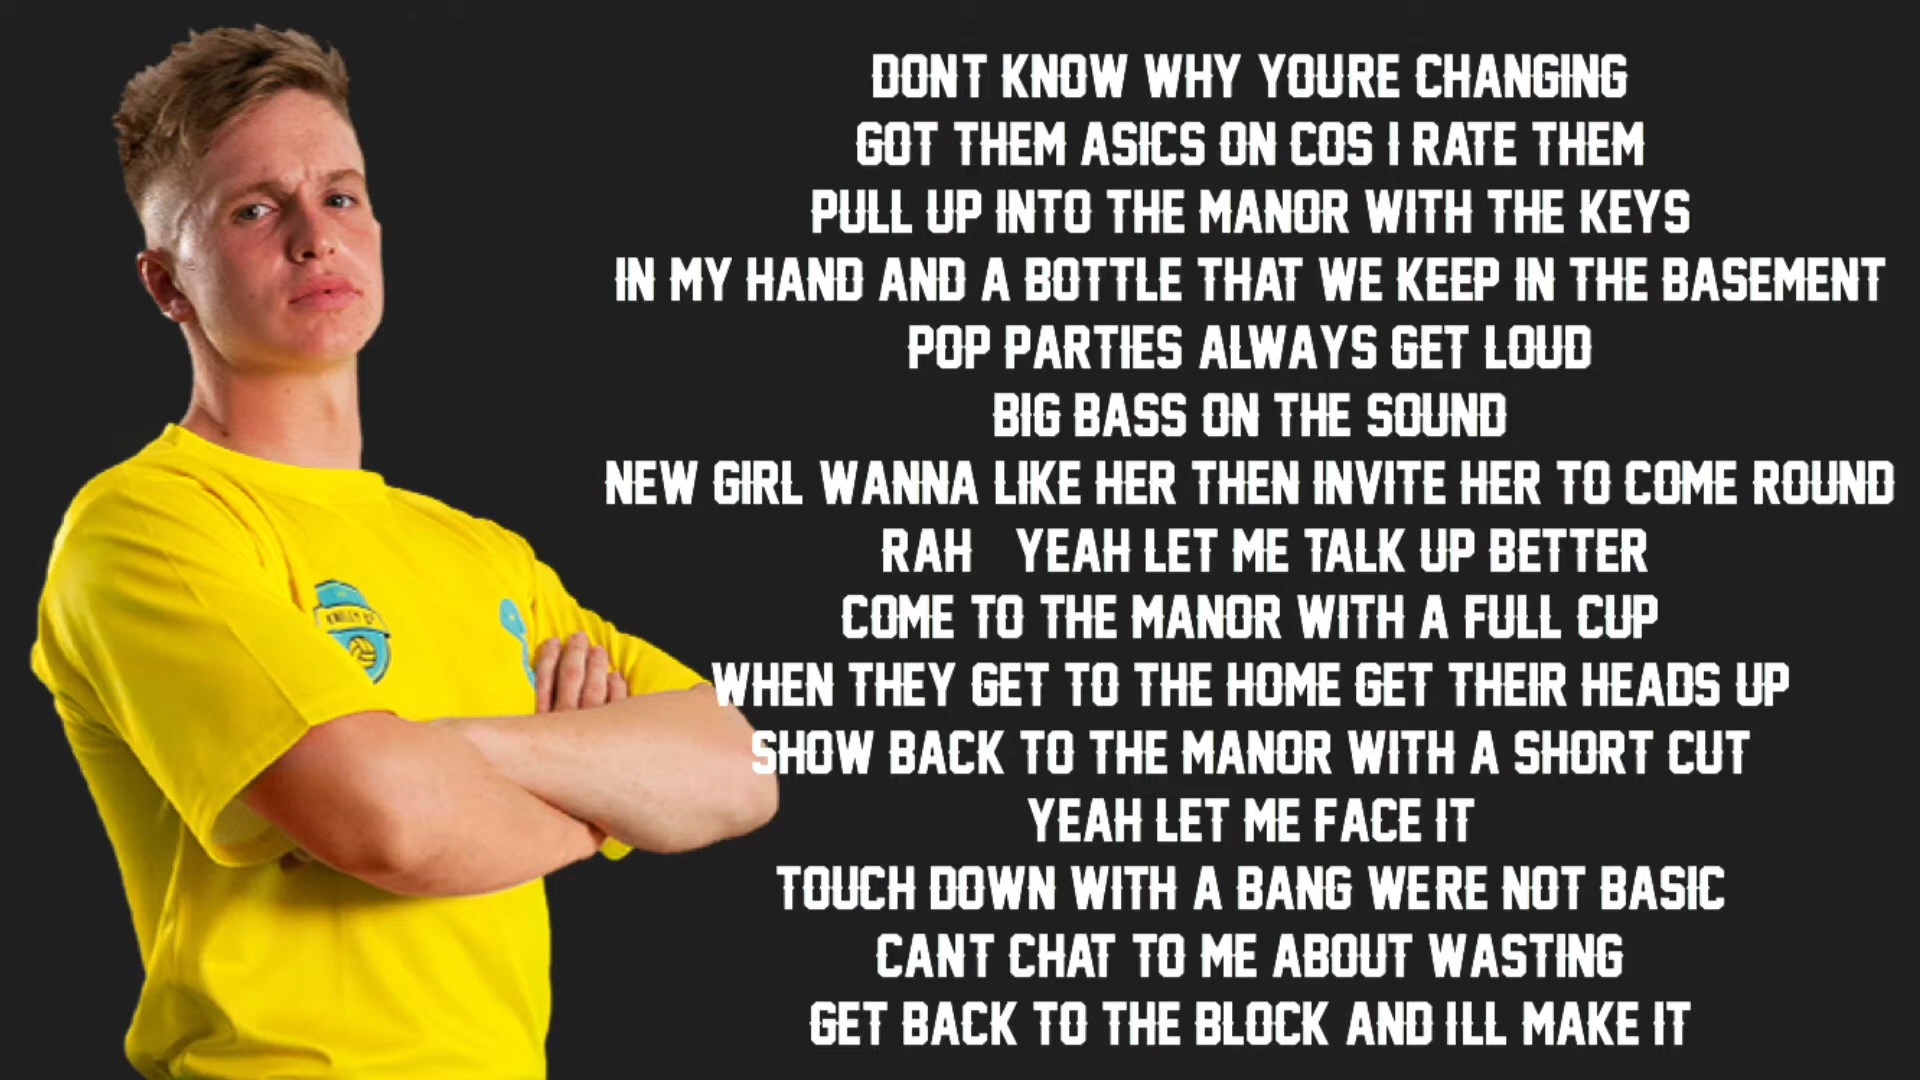 DONT KNOW WHY YOURE CHANGING
GOT THEM ASICS ON COS I RATE THEM
PULL UP INTO THE MANOR WITH THE KEYS
IN MY HAND AND A BOTTLE THAT WE KEEP IN THE BASEMENT
POP PARTIES ALWAYS GET LOUD
BIG BASS ON THE SOUND
NEW GIRL WANNA LIKE HER THEN INVITE HER TO COME ROUND
RAH YEAH LET ME TALK UP BETTER
COME TO THE MANOR WITH A FULL CUP
WHEN THEY GET TO THE HOME GET THEIR HEADS UP
SHOW BACK TO THE MANOR WITH A SHORT CUT
YEAH LET ME FACE IT
TOUCH DOWN WITH A BANG WERE NOT BASIC
CANT CHAT TO ME ABOUT WASTING
GET BACK TO THE BLOCK AND ILL MAKE IT